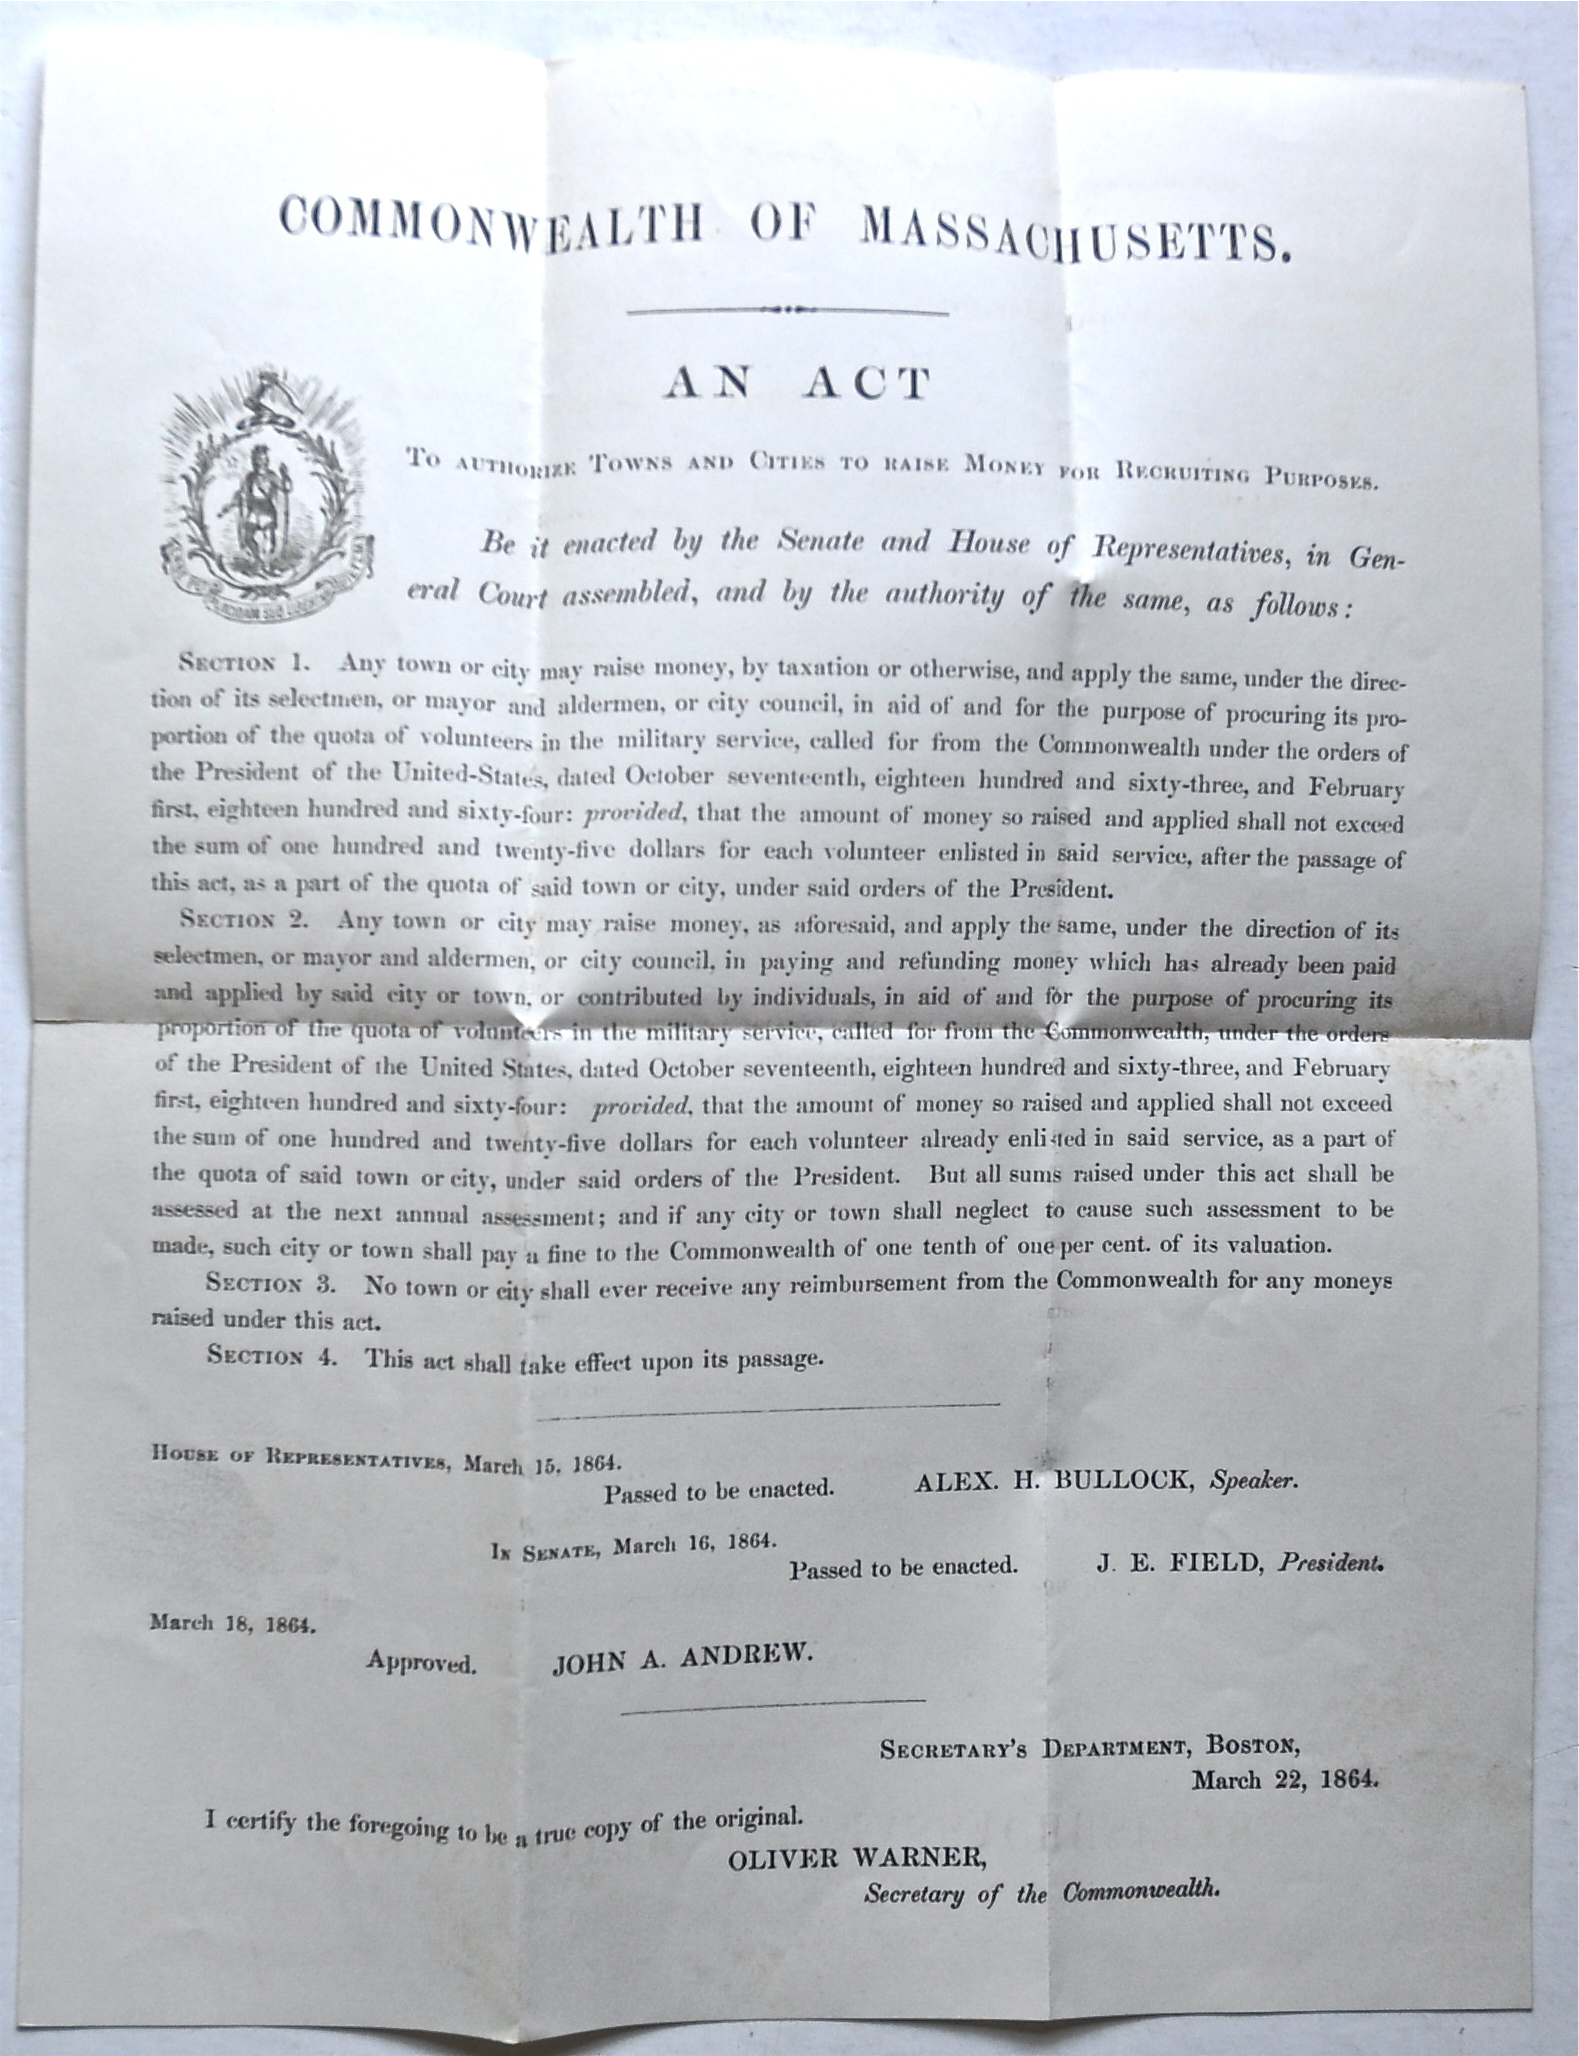 COMMONWEALTH OF MASSACHUSETTS.
AN ACT
TO AUTHORIZE TOWNS AND CITIES TO RAISE MONEY FOR RECRUITING PURPOSES.
Be it enacted by the Senate and House of Representatives, in Gen-
eral Court assembled, and by the authority of the same, as follows:
SECTION 1. Any town or city may raise money, by taxation or otherwise, and apply the same, under the direc-
tion of its selectmen, or mayor and aldermen, or city council, in aid of and for the purpose of procuring its pro-
portion of the quota of volunteers in the military service, called for from the Commonwealth under the orders of
the President of the United-States, dated October seventeenth, eighteen hundred and sixty-three, and February
first, eighteen hundred and sixty-four: provided, that the amount of money so raised and applied shall not exceed
the sum of one hundred and twenty-five dollars for each volunteer enlisted in said service, after the passage of
this act, as a part of the quota of said town or city, under said orders of the President.
SECTION 2. Any town or city may raise money, as aforesaid, and apply the same, under the direction of its
selectmen, or mayor and aldermen, or city council, in paying and refunding money which has already been paid
and applied by said city or town, or contributed by individuals, in aid of and for the purpose of procuring its
proportion of the quota of volunteers in the military service, called for from the Commonwealth, under the orders
of the President of the United States, dated October seventeenth, eighteen hundred and sixty-three, and February
first, eighteen hundred and sixty-four: provided, that the amount of money so raised and applied shall not exceed
the sum of one hundred and twenty-five dollars for each volunteer already enlisted in said service, as a part of
the quota of said town or city, under said orders of the President. But all sums raised under this act shall be
assessed at the next annual assessment; and if any city or town shall neglect to cause such assessment to be
made, such city or town shall pay a fine to the Commonwealth of one tenth of one per cent. of its valuation.
SECTION 3. No town or city shall ever receive any reimbursement from the Commonwealth for any moneys
raised under this act.
SECTION 4. This act shall take effect upon its passage.
HOUSE OF REPRESENTATIVES, March 15, 1864.
Passed to be enacted. ALEX. H. BULLOCK, Speaker.
IN SENATE, March 16, 1864.
Passed to be enacted. J. E. FIELD, President.
March 18, 1864.
Approved. JOHN A. ANDREW.
SECRETARY'S DEPARTMENT, BOSTON,
March 22, 1864.
I certify the foregoing to be a true copy of the original.
OLIVER WARNER,
Secretary of the Commonwealth.